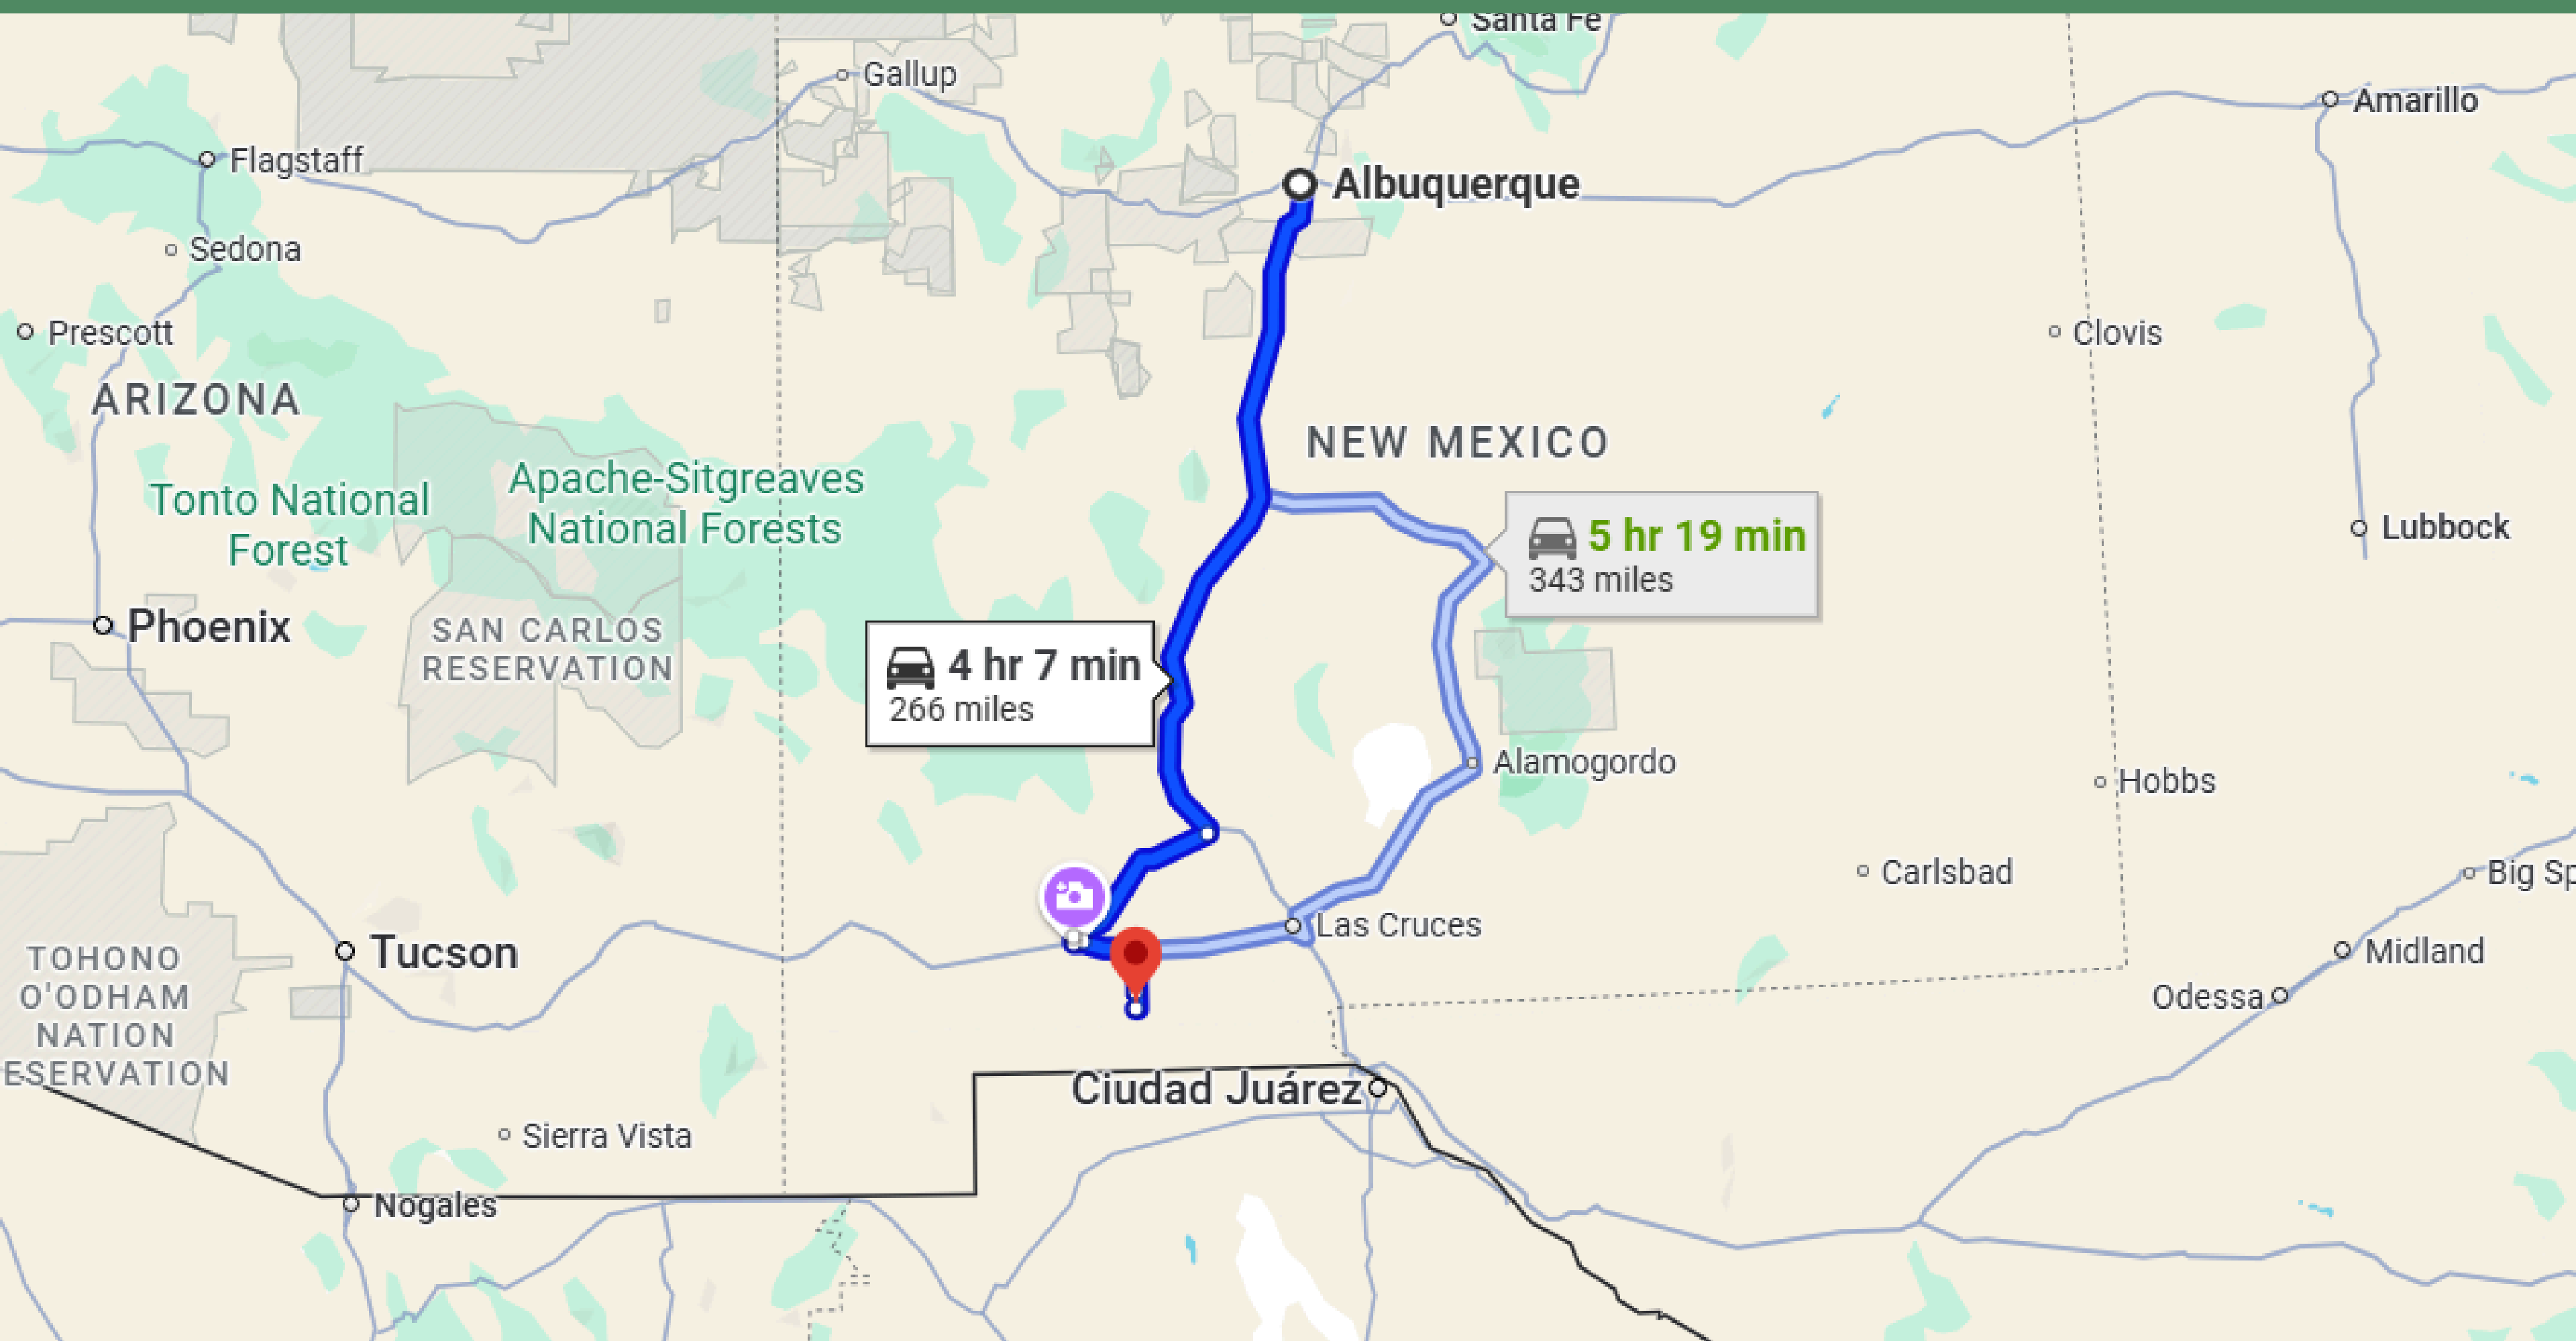 Santa Fe
Gallup
Amarillo
Flagstaff
Albuquerque
Sedona
Prescott
Clovis
ARIZONA
NEW MEXICO
Apache-Sitgreaves
National Forests
Tonto National
Forest
5 hr 19 min
343 miles
Lubbock
Phoenix
SAN CARLOS
RESERVATION
4 hr 7 min
266 miles
Alamogordo
Hobbs
Carlsbad
Big Sp
Las Cruces
Tucson
Midland
TOHONO
O'ODHAM
NATION
ESERVATION
Odessa
Ciudad Juárez
Sierra Vista
Nogales